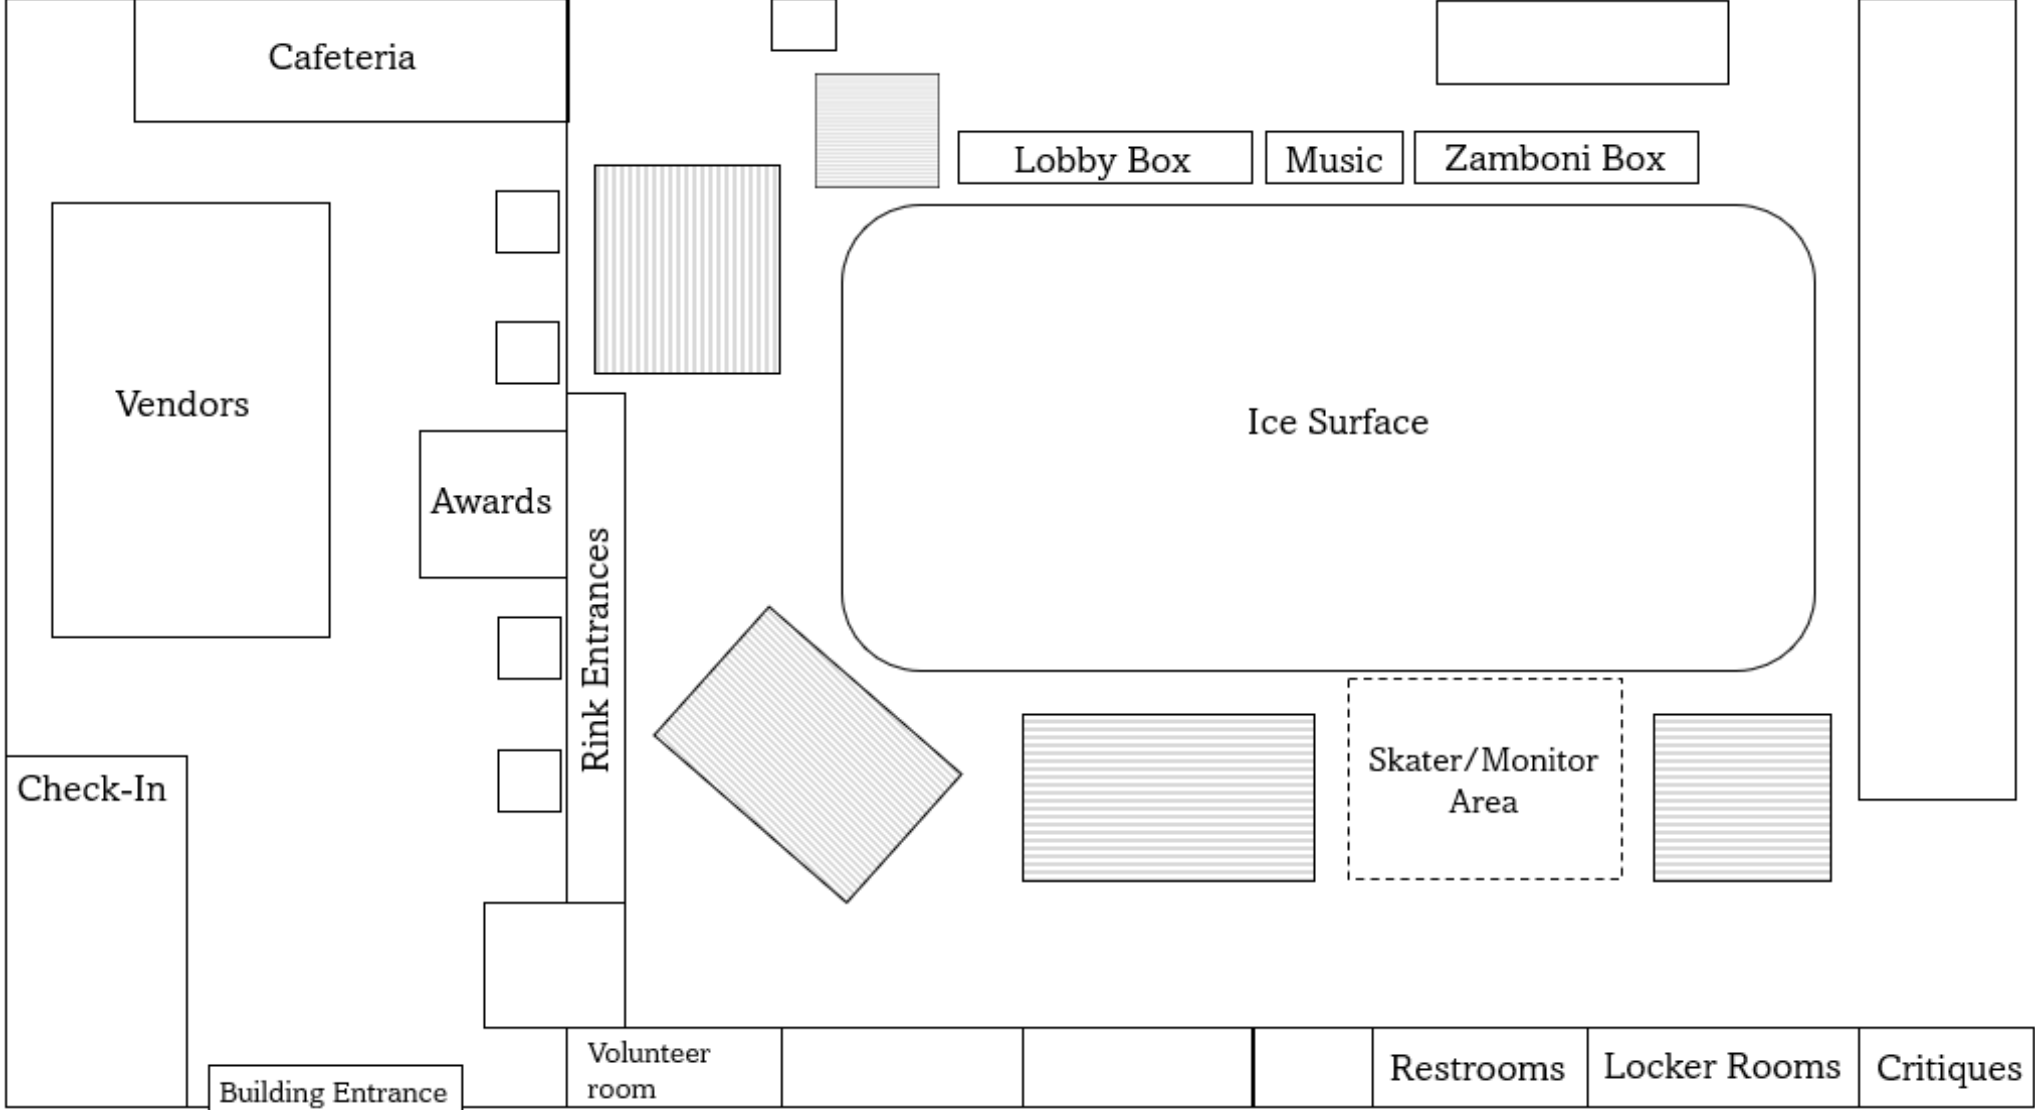 Cafeteria
Lobby Box
Music
Zamboni Box
Vendors
Ice Surface
Awards
Rink Entrances
Skater/Monitor
Area
Check-In
Volunteer
room
Restrooms
Locker Rooms
Critiques
Building Entrance